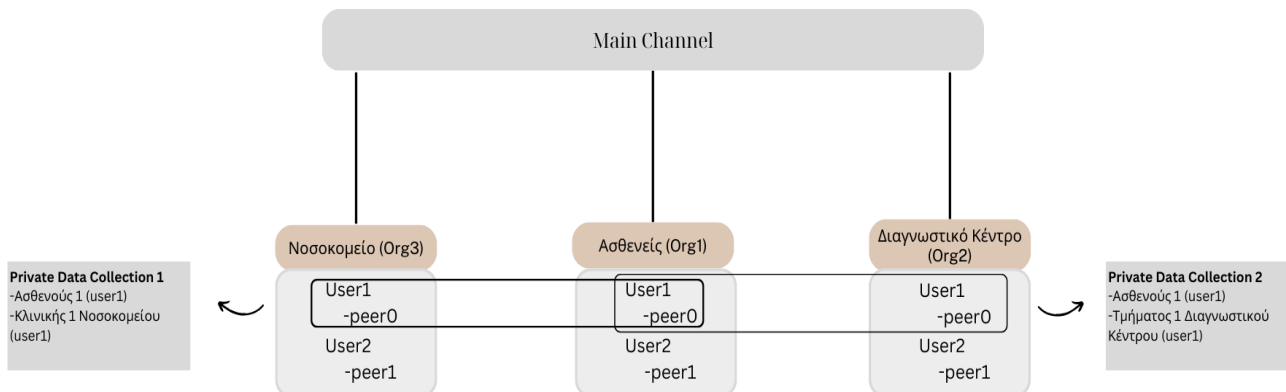 Main Channel
Νοσοκομείο (Org3)
Ασθενείς (Org1)
Διαγνωστικό Κέντρο
(Org2)
Private Data Collection 1
-Ασθενούς 1 (user1)
-Κλινικής 1 Νοσοκομείου
(user1)
User1
-peer0
User2
-peer1
User1
-peer0
User2
-peer1
User1
-peer0
User2
-peer1
Private Data Collection 2
-Ασθενούς 1 (user1)
-Τμήματος 1 Διαγνωστικού
Κέντρου (user1)